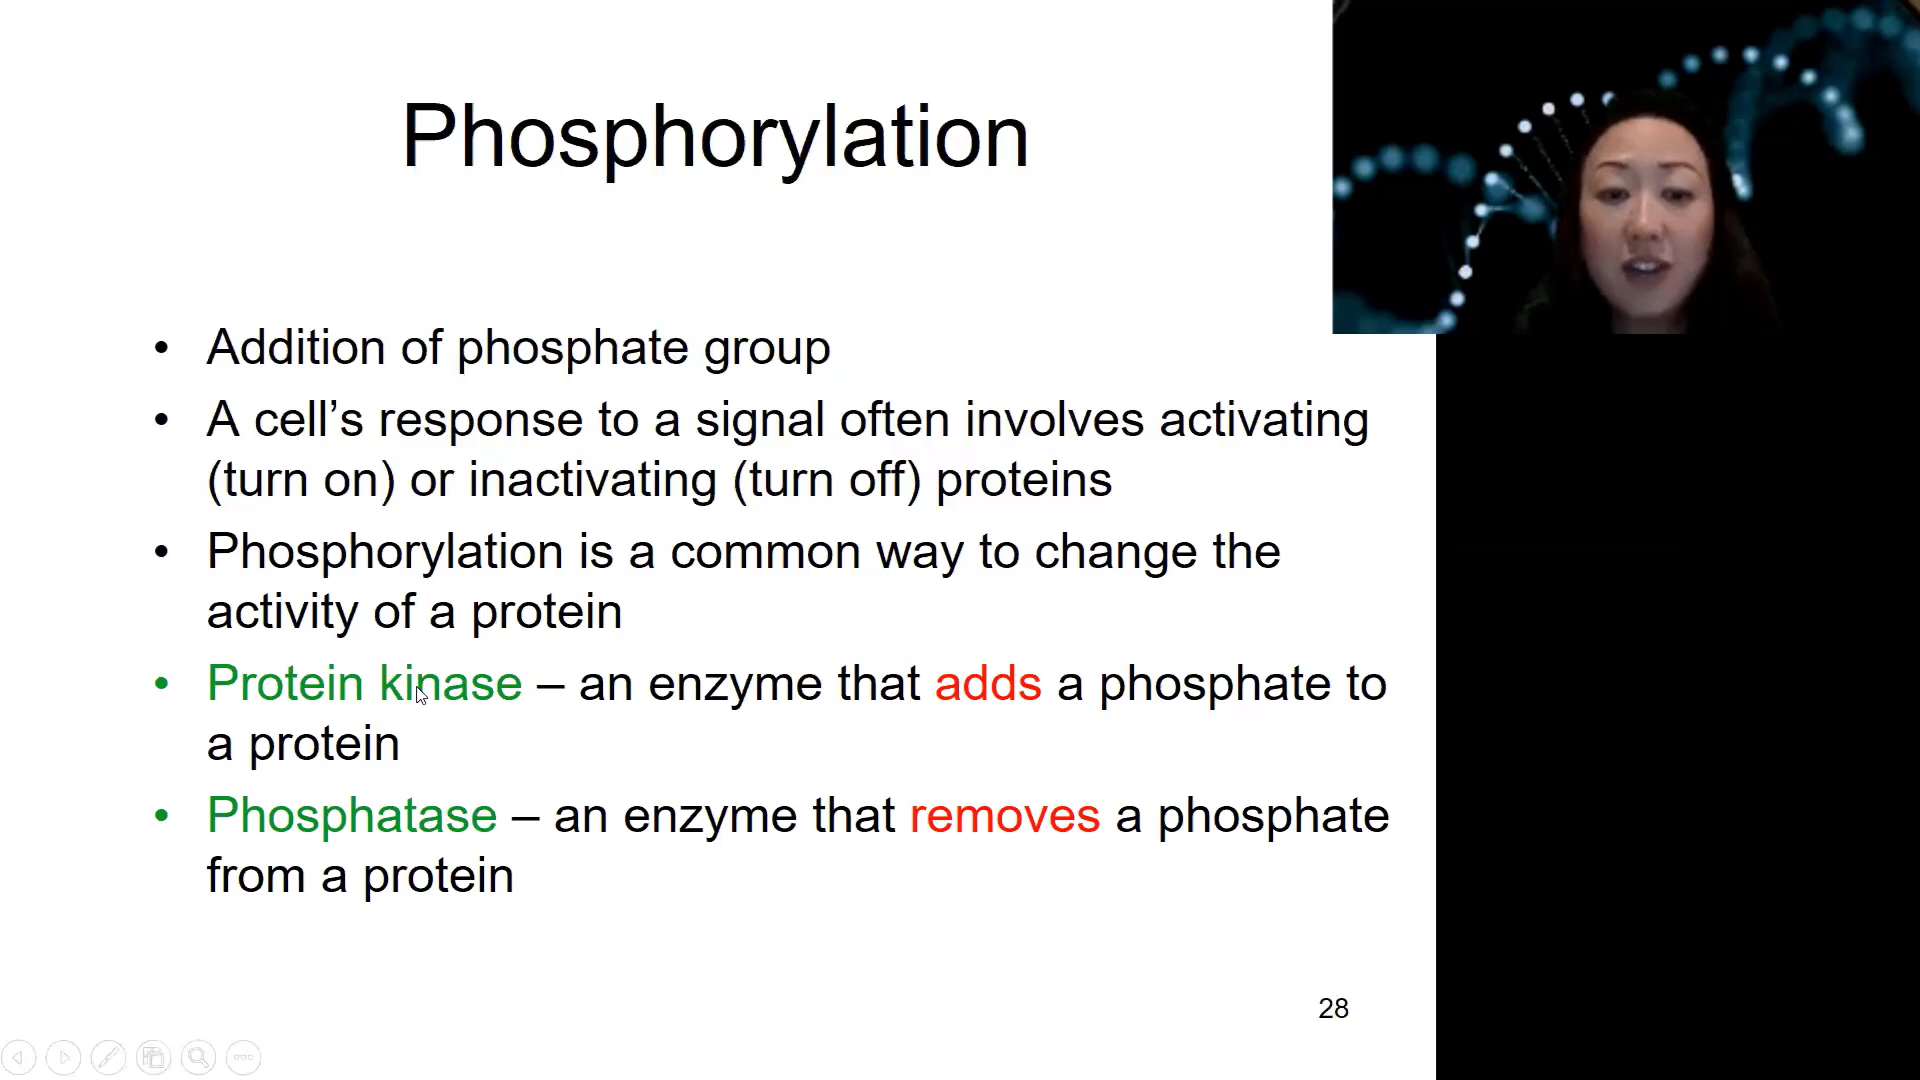 Phosphorylation
• Addition of phosphate group
• A cell’s response to a signal often involves activating
(turn on) or inactivating (turn off) proteins
• Phosphorylation is a common way to change the
activity of a protein
• Protein kinase – an enzyme that adds a phosphate to
a protein
• Phosphatase – an enzyme that removes a phosphate
from a protein
28